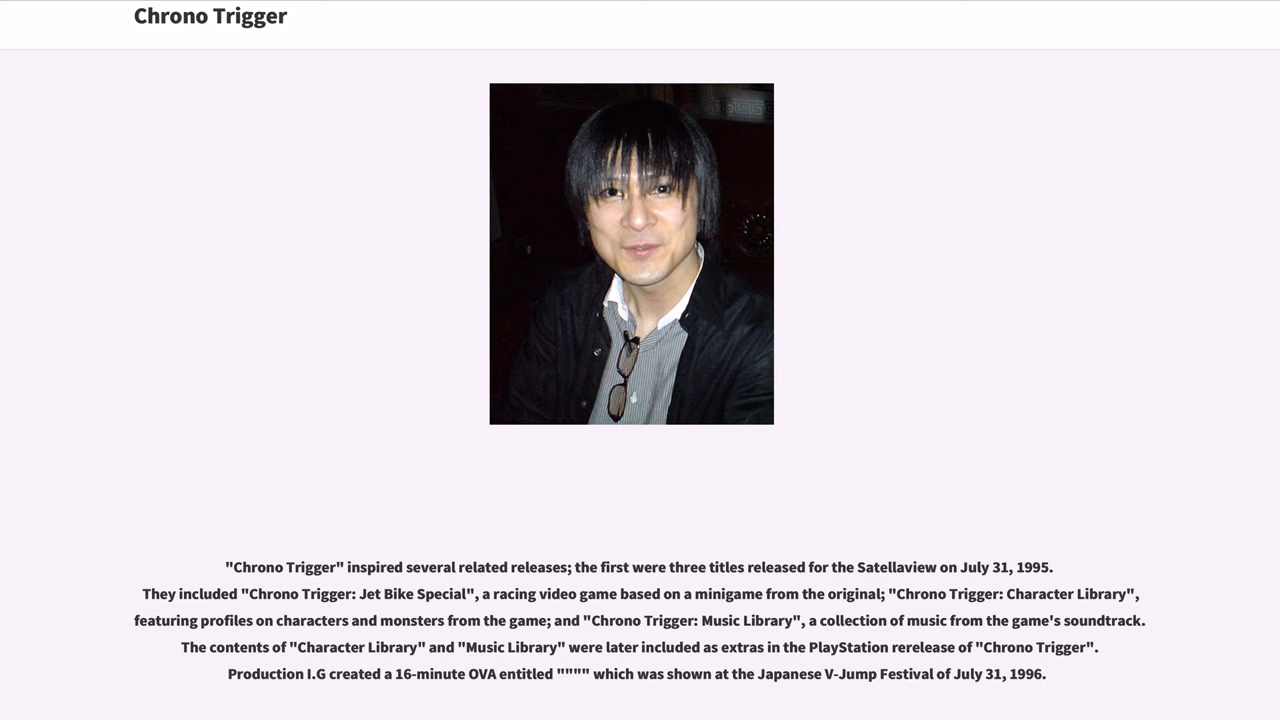 Chrono Trigger
"Chrono Trigger" inspired several related releases; the first were three titles released for the Satellaview on July 31, 1995.
They included "Chrono Trigger: Jet Bike Special", a racing video game based on a minigame from the original; "Chrono Trigger: Character Library",
featuring profiles on characters and monsters from the game; and "Chrono Trigger: Music Library", a collection of music from the game's soundtrack.
The contents of "Character Library" and "Music Library" were later included as extras in the PlayStation rerelease of "Chrono Trigger".
Production I.G created a 16-minute OVA entitled """" which was shown at the Japanese V-Jump Festival of July 31, 1996.